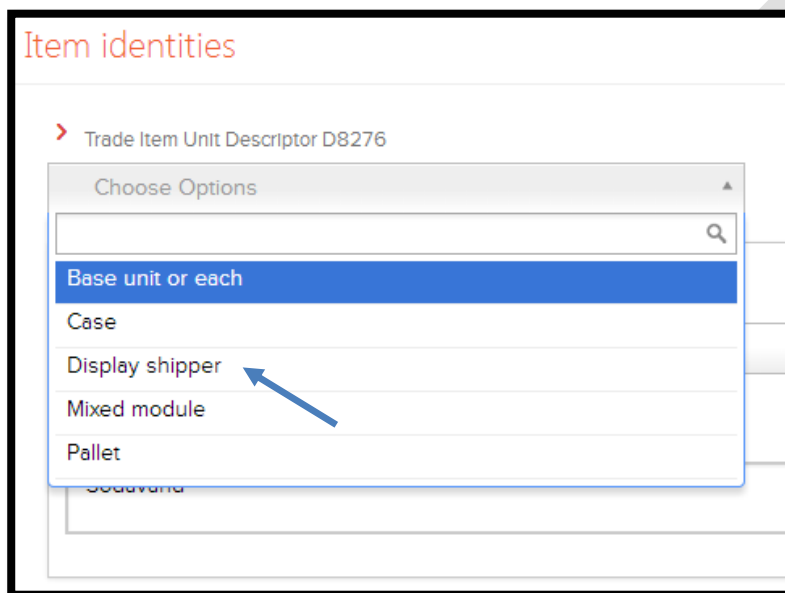 Item identities
Trade Item Unit Descriptor D8276
Choose Options
Base unit or each
Case
Display shipper
Mixed module
Pallet